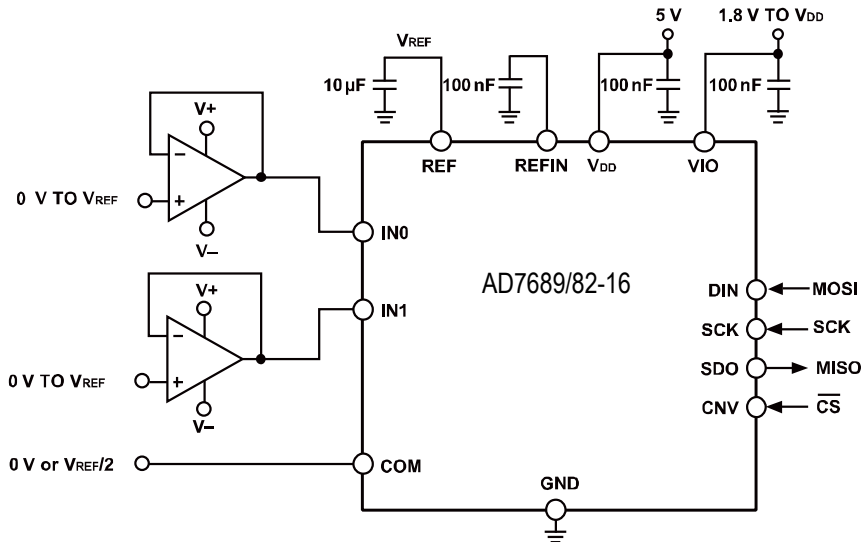 5 V
1.8 V TO VDD
VREF
10 µF
100 nF
100 nF
100 nF
REF
REFIN
VDD
VIO
V+
−
+
0 V TO VREF
V−
IN0
V+
−
+
0 V TO VREF
V−
IN1
0 V or VREF/2
COM
AD7689/82-16
DIN
MOSI
SCK
SCK
SDO
MISO
CNV
CS
GND